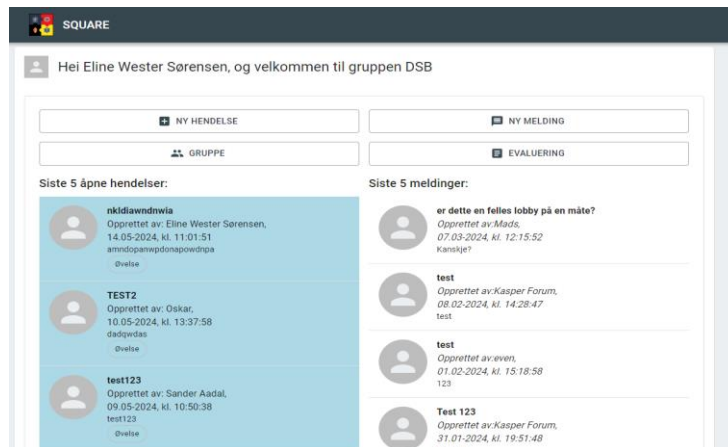 SQUARE
Hei Eline Wester Sørensen, og velkommen til gruppen DSB
NY HENDELSE
NY MELDING
GRUPPE
EVALUERING
Siste 5 åpne hendelser:
nkldiawndnwia
Opprettet av: Eline Wester Sørensen,
14.05-2024, kl. 11:01:51
amndopanwpdonapowdnpa
Øvelse
TEST2
Opprettet av: Oskar,
10.05-2024, kl. 13:37:58
dadqwdas
Øvelse
test123
Opprettet av: Sander Aadal,
09.05-2024, kl. 10:50:38
test123
Øvelse
Siste 5 meldinger:
er dette en felles lobby på en måte?
Opprettet av:Mads,
07.03-2024, kl. 12:15:52
Kanskje?
test
Opprettet av:Kasper Forum,
08.02-2024, kl. 14:28:47
test
test
Opprettet av:even,
01.02-2024, kl. 15:18:58
123
Test 123
Opprettet av:Kasper Forum,
31.01-2024, kl. 19:51:48